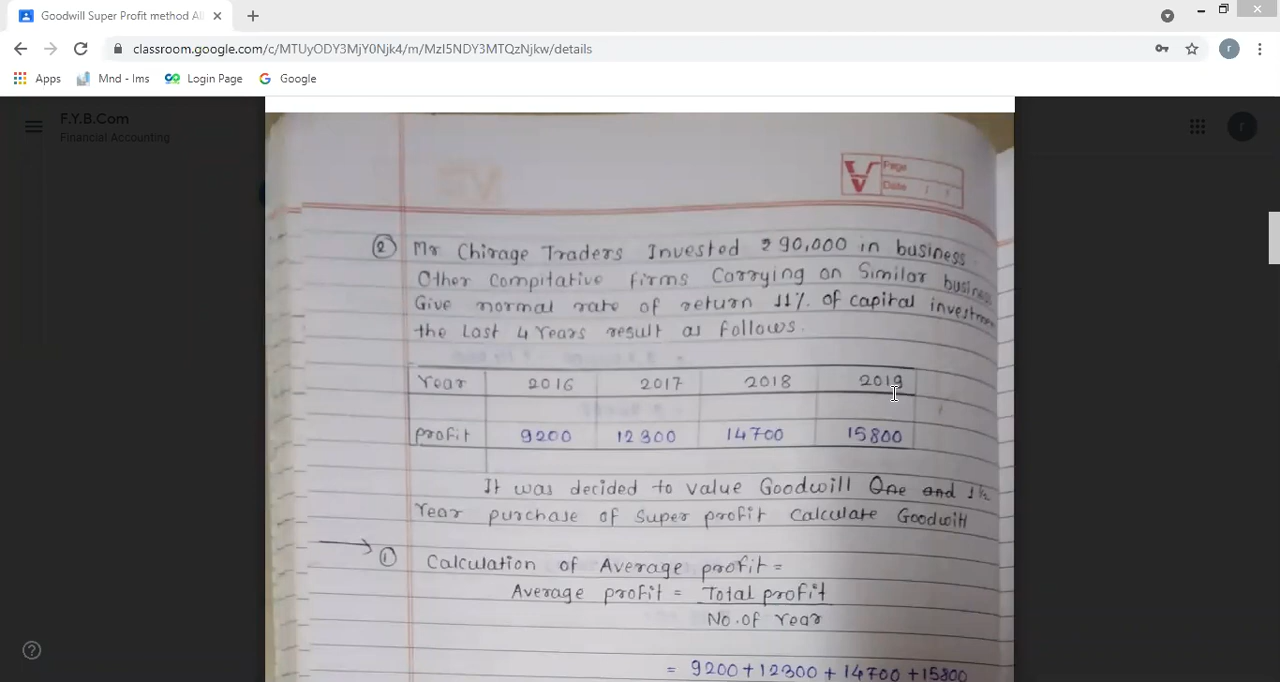 Goodwill Super Profit method Al
classroom.google.com/c/MTUyODY3MjY0Njk4/m/MzI5NDY3MTQzNjkw/details
r
Apps Mnd - Ims Login Page Google
F.Y.B.Com
Financial Accounting
r
Page
Date / /
② Mr Chirage Traders Invested ₹ 90,000 in business
Other Compitative firms Carrying on Similar business
Give normal rate of return 11% of capital investm
the Last 4 Years result as follows.
Year 2016 2017 2018 2019
profit 9200 12300 14700 15800
It was decided to value Goodwill One and 1½
Year purchase of Super profit Calculate Goodwill
① Calculation of Average profit =
Average profit = Total profit
No. of Year
= 9200+12300+14700+15800